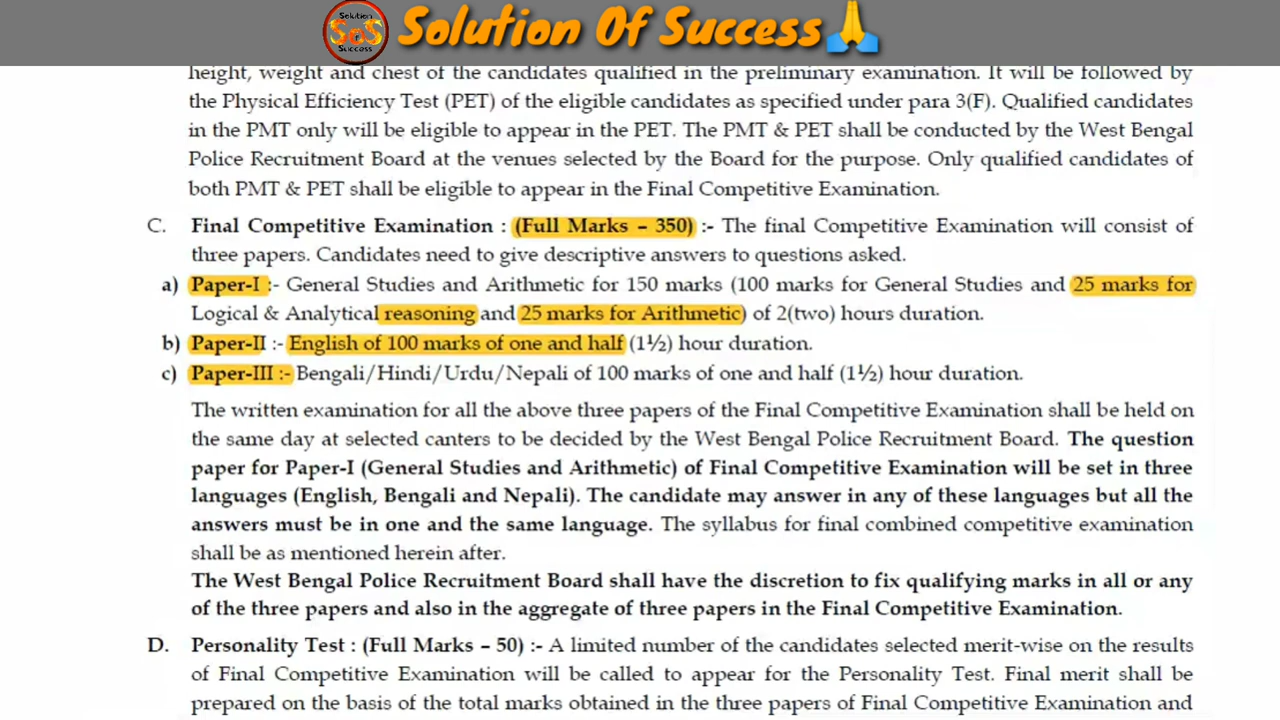 Solution
SOS
Success
Solution Of Success
height, weight and chest of the candidates qualified in the preliminary examination. It will be followed by
the Physical Efficiency Test (PET) of the eligible candidates as specified under para 3(F). Qualified candidates
in the PMT only will be eligible to appear in the PET. The PMT & PET shall be conducted by the West Bengal
Police Recruitment Board at the venues selected by the Board for the purpose. Only qualified candidates of
both PMT & PET shall be eligible to appear in the Final Competitive Examination.
C. Final Competitive Examination : (Full Marks – 350) :- The final Competitive Examination will consist of
three papers. Candidates need to give descriptive answers to questions asked.
a) Paper-I :- General Studies and Arithmetic for 150 marks (100 marks for General Studies and 25 marks for
Logical & Analytical reasoning and 25 marks for Arithmetic) of 2(two) hours duration.
b) Paper-II :- English of 100 marks of one and half (1½) hour duration.
c) Paper-III :- Bengali/Hindi/Urdu/Nepali of 100 marks of one and half (1½) hour duration.
The written examination for all the above three papers of the Final Competitive Examination shall be held on
the same day at selected canters to be decided by the West Bengal Police Recruitment Board. The question
paper for Paper-I (General Studies and Arithmetic) of Final Competitive Examination will be set in three
languages (English, Bengali and Nepali). The candidate may answer in any of these languages but all the
answers must be in one and the same language. The syllabus for final combined competitive examination
shall be as mentioned herein after.
The West Bengal Police Recruitment Board shall have the discretion to fix qualifying marks in all or any
of the three papers and also in the aggregate of three papers in the Final Competitive Examination.
D. Personality Test : (Full Marks – 50) :- A limited number of the candidates selected merit-wise on the results
of Final Competitive Examination will be called to appear for the Personality Test. Final merit shall be
prepared on the basis of the total marks obtained in the three papers of Final Competitive Examination and